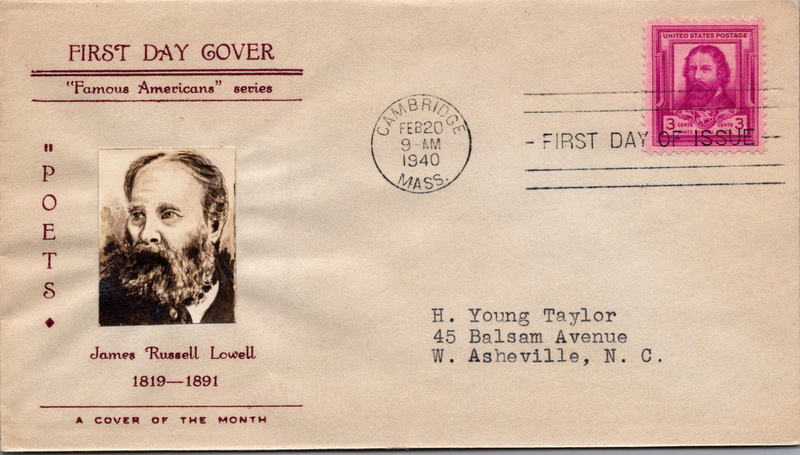 FIRST DAY COVER
"Famous Americans" series
"POETS
James Russell Lowell
1819—1891
A COVER OF THE MONTH
CAMBRIDGE
FEB 20
9-AM
1940
MASS.
UNITED STATES POSTAGE
3 CENTS CENTS 3
- FIRST DAY OF ISSUE -
H. Young Taylor
45 Balsam Avenue
W. Asheville, N. C.